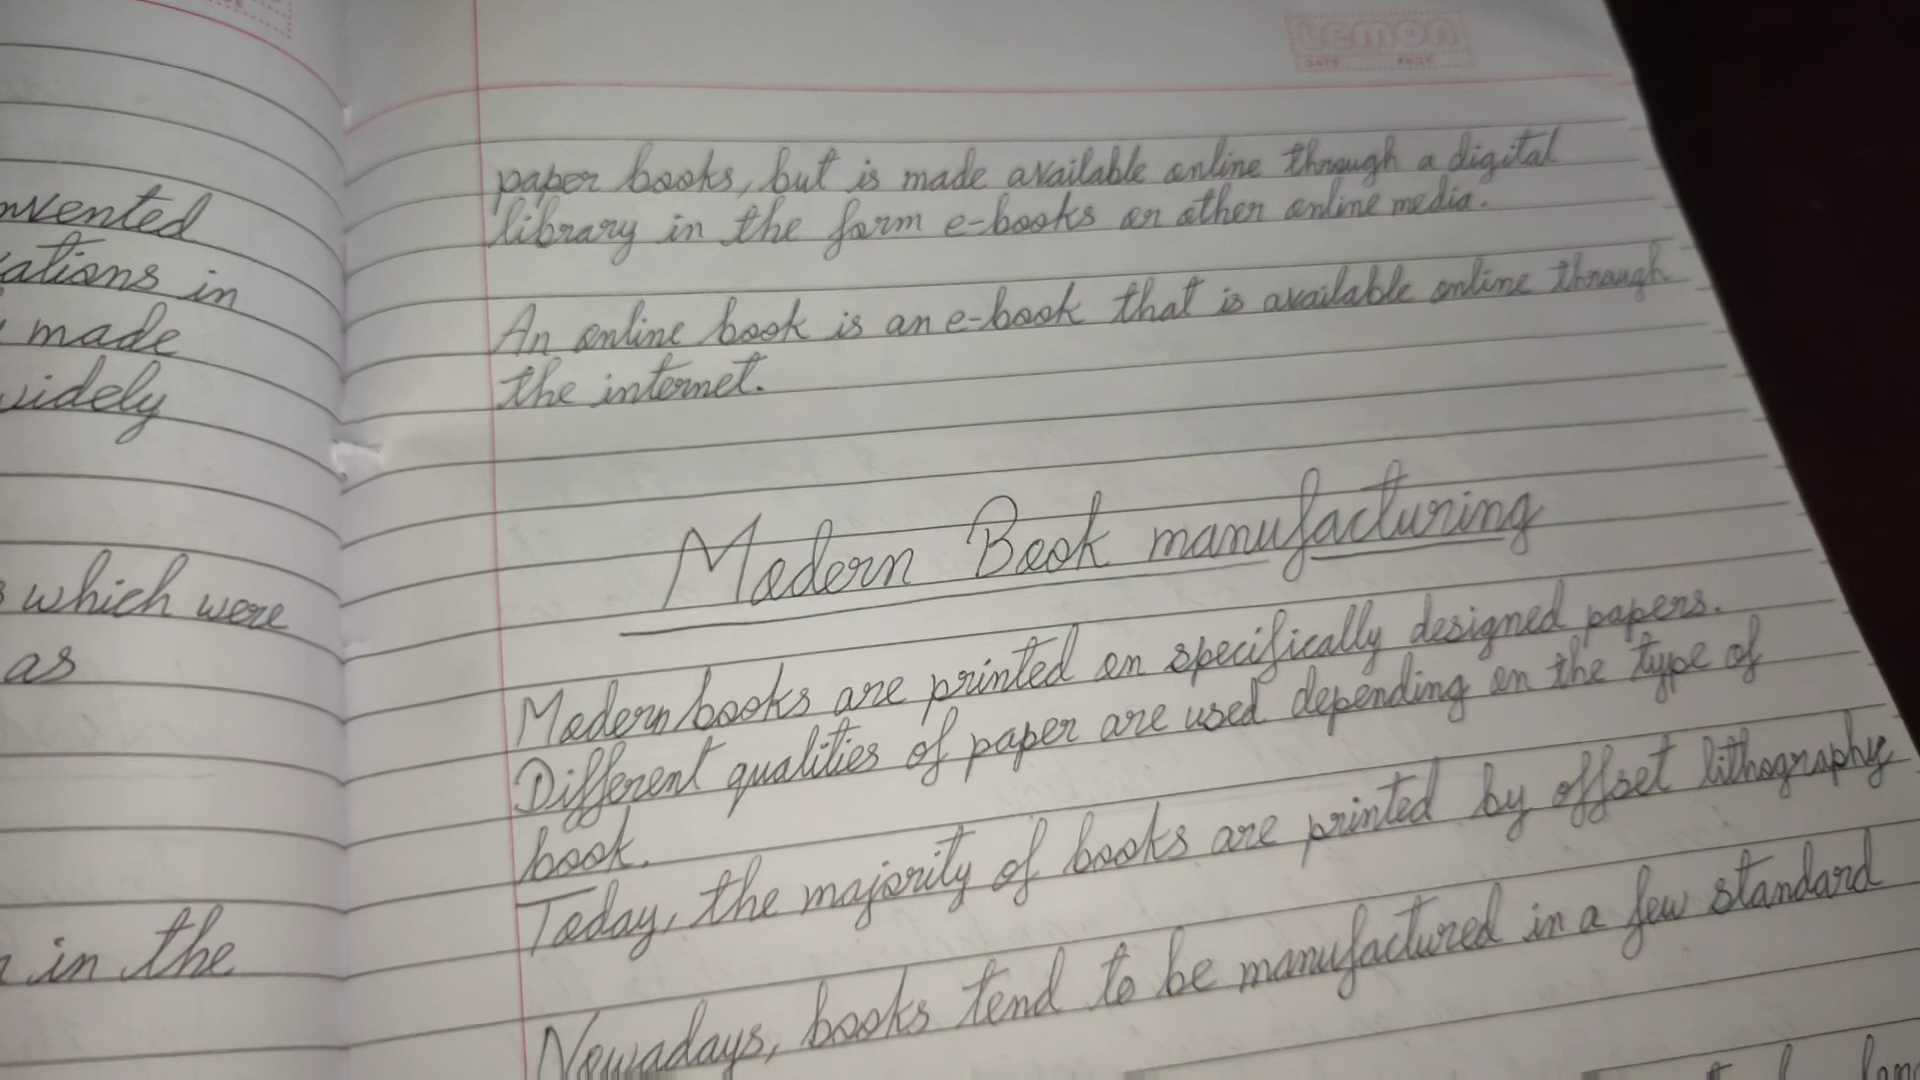 nvented
ations in
made
widely
which were
as
in the
Lemon
DATE PAGE
paper books, but is made available online through a digital
library in the form e-books or other online media.
An online book is an e-book that is available online through
the internet.
Modern Book manufacturing
Modern books are printed on specifically designed papers.
Different qualities of paper are used depending on the type of
book.
Today, the majority of books are printed by offset lithography
Nowadays, books tend to be manufactured in a few standard